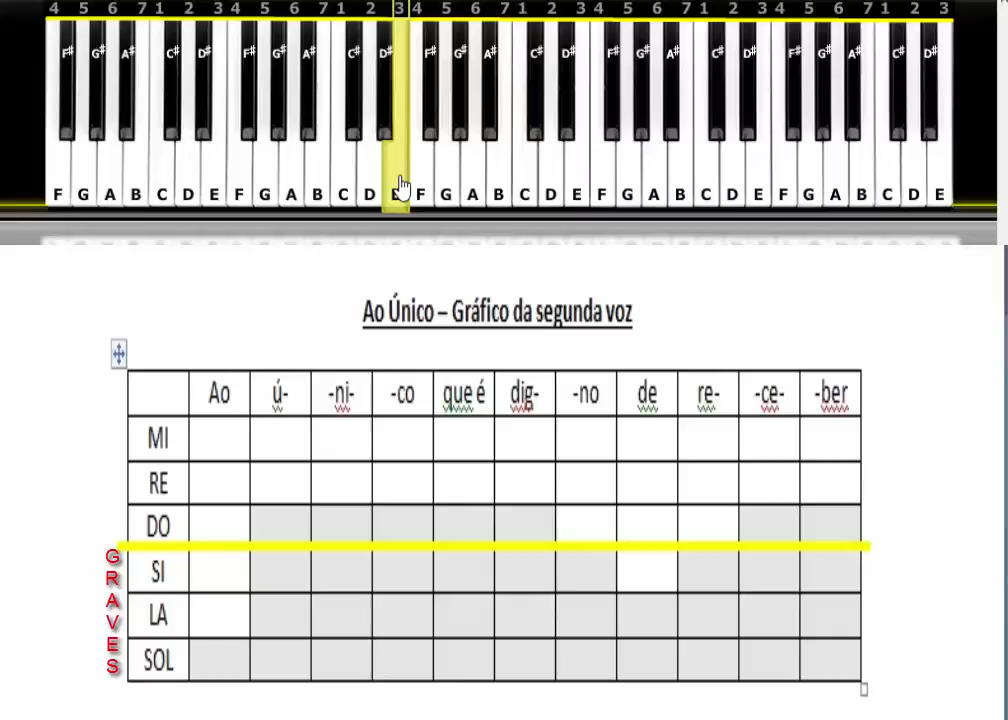 4 5 6 7 1 2 3 4 5 6 7 1 2 3 4 5 6 7 1 2 3 4 5 6 7 1 2 3 4 5 6 7 1 2 3
F# G# A# C# D# F# G# A# C# D# F# G# A# C# D# F# G# A# C# D# F# G# A# C# D#
F G A B C D E F G A B C D E F G A B C D E F G A B C D E F G A B C D E
Ao Único – Gráfico da segunda voz
Ao ú- -ni- -co que é dig- -no de re- -ce- -ber
MI
RE
DO
SI
LA
SOL
GRAVES